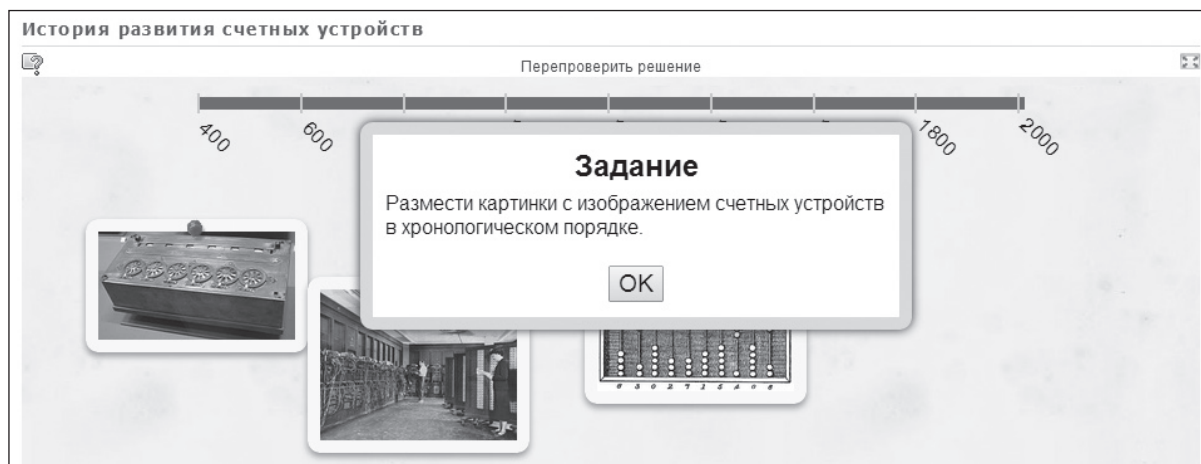 История развития счетных устройств
Перепроверить решение
400 600 1800 2000
Задание
Размести картинки с изображением счетных устройств
в хронологическом порядке.
OK